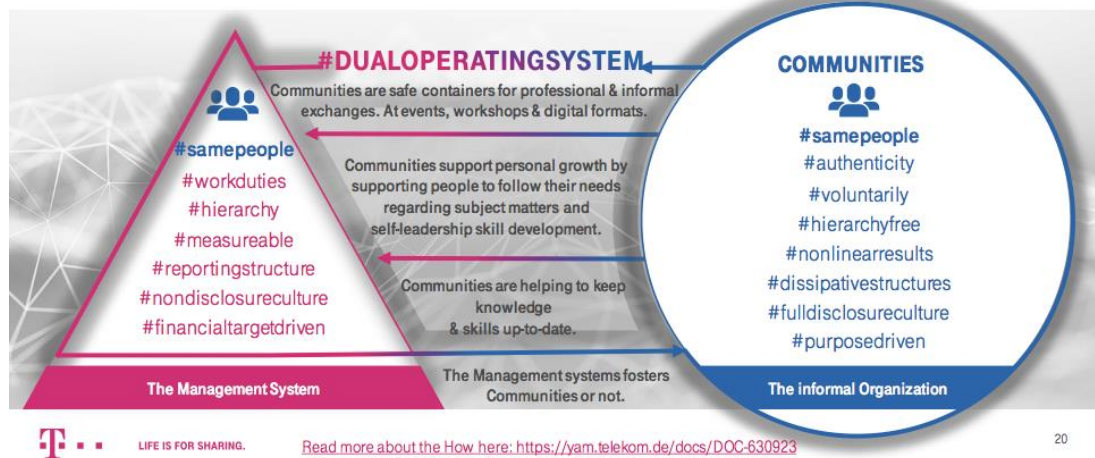 #DUALOPERATINGSYSTEM
Communities are safe containers for professional & informal
exchanges. At events, workshops & digital formats.
Communities support personal growth by
supporting people to follow their needs
regarding subject matters and
self-leadership skill development.
Communities are helping to keep
knowledge
& skills up-to-date.
The Management systems fosters
Communities or not.
#samepeople
#workduties
#hierarchy
#measureable
#reportingstructure
#nondisclosureculture
#financialtargetdriven
The Management System
COMMUNITIES
#samepeople
#authenticity
#voluntarily
#hierarchyfree
#nonlinearresults
#dissipativestructures
#fulldisclosureculture
#purposedriven
The informal Organization
T
LIFE IS FOR SHARING.
Read more about the How here: https://yam.telekom.de/docs/DOC-630923
20